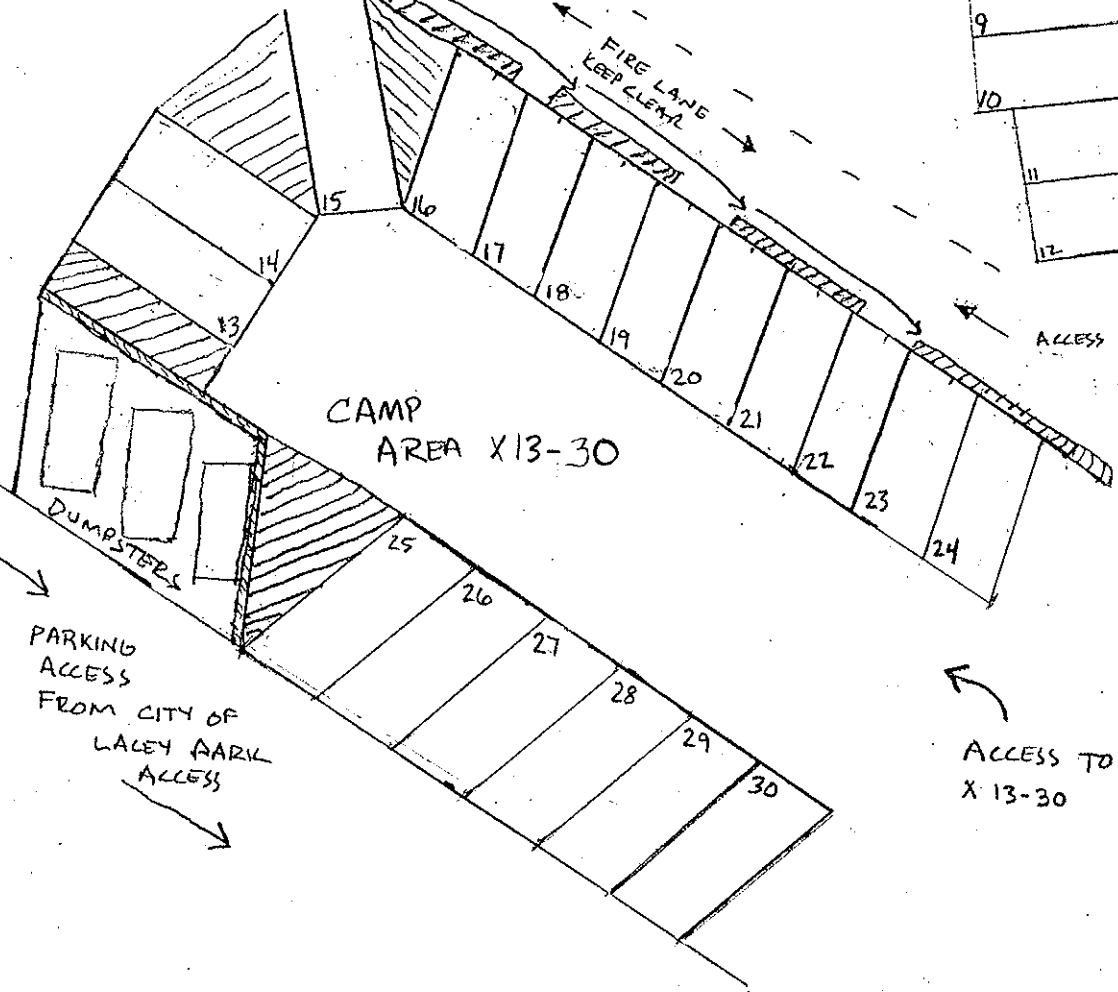 9
10
11
12
FIRE LANE
KEEP CLEAR
ACCESS
15
16
14
17
13
18
19
20
21
22
23
24
CAMP
AREA X13-30
DUMPSTERS
25
26
27
28
29
30
PARKING
ACCESS
FROM CITY OF
LACEY PARK
ACCESS
ACCESS TO
X 13-30